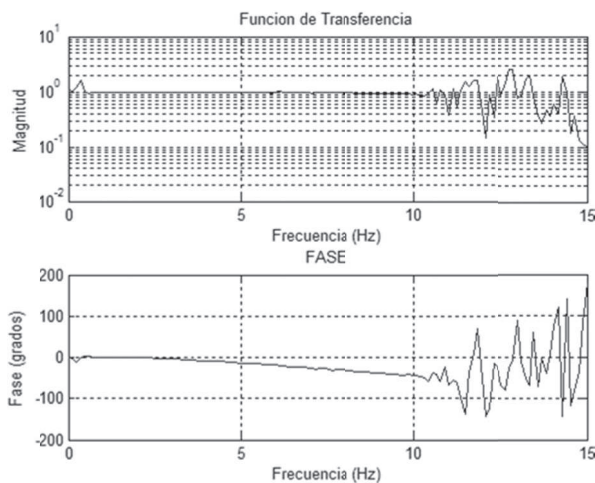 Funcion de Transferencia
Magnitud
10^1
10^0
10^-1
10^-2
0
5
10
15
Frecuencia (Hz)
FASE
Fase (grados)
200
100
0
-100
-200
0
5
10
15
Frecuencia (Hz)